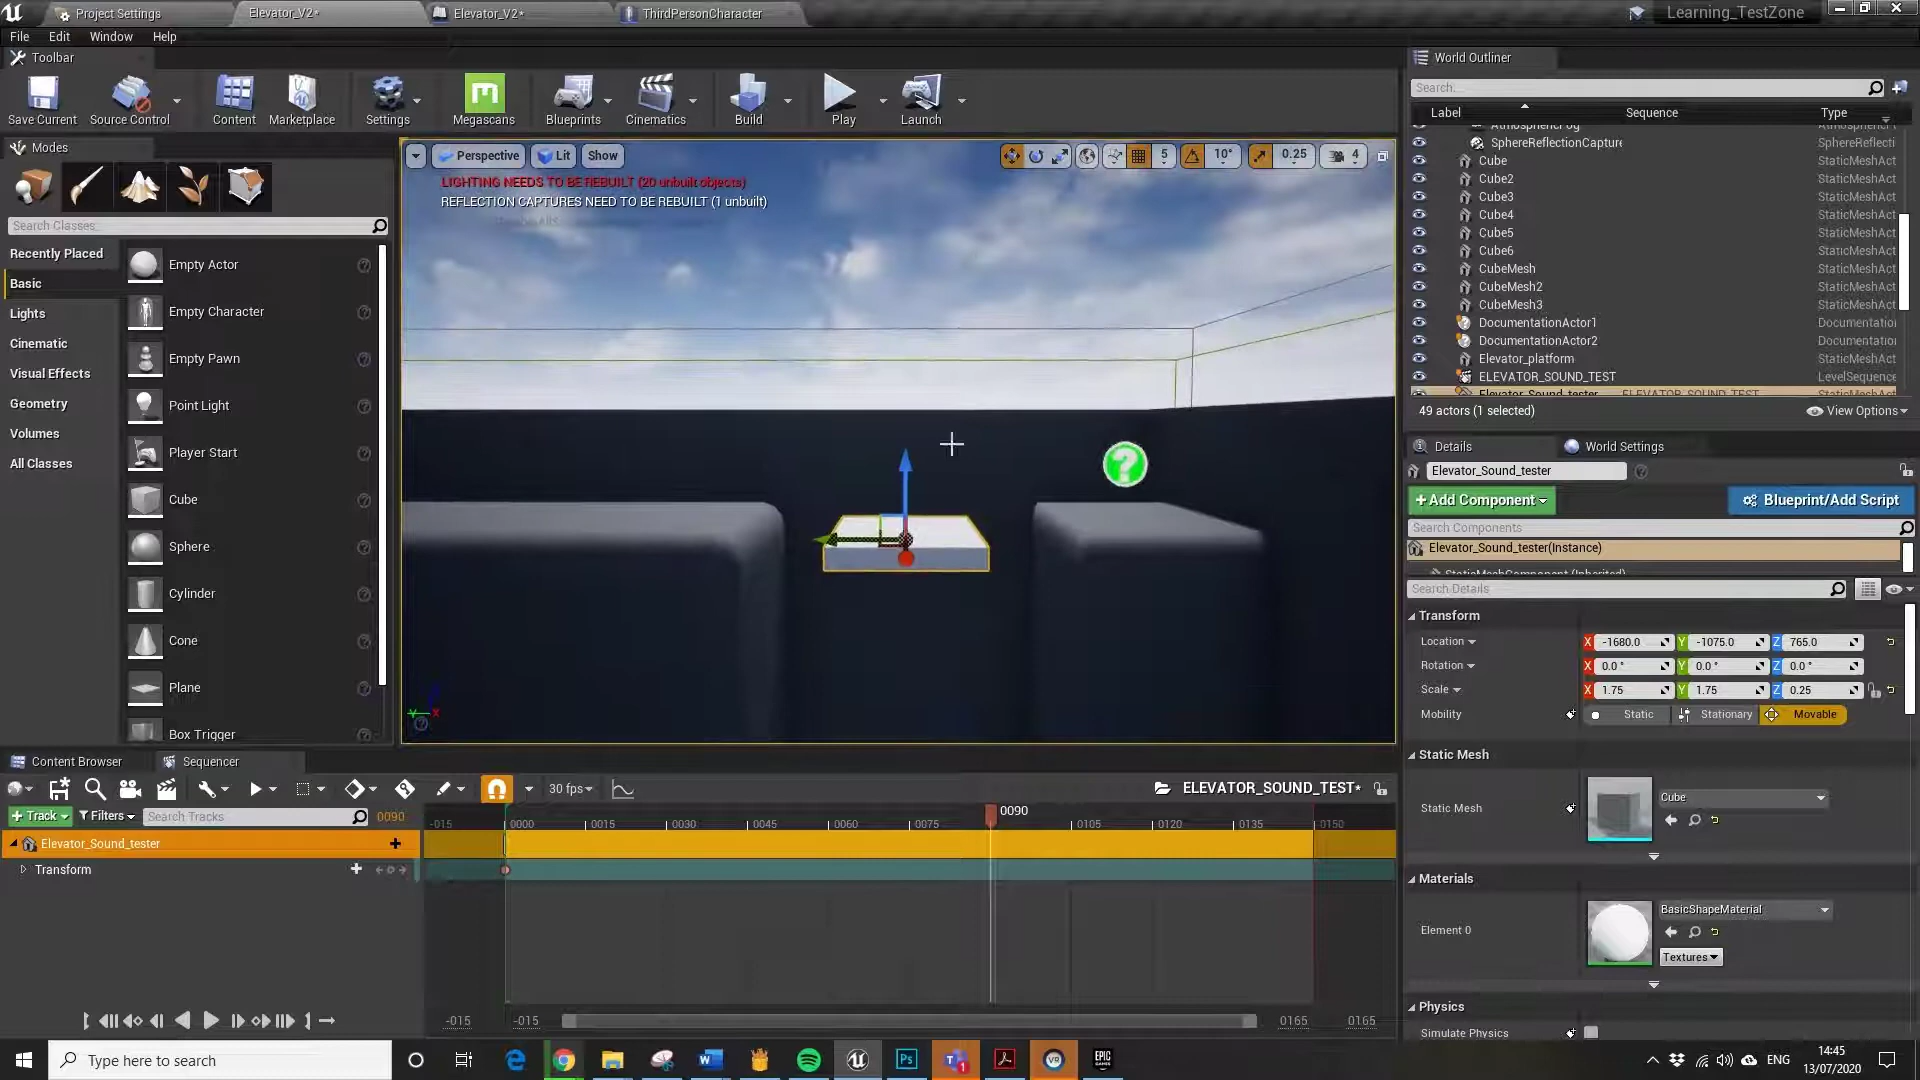 Project Settings
Elevator_V2*
Elevator_V2*
ThirdPersonCharacter
Learning_TestZone
File Edit Window Help
Toolbar
Save Current
Source Control
Content
Marketplace
Settings
Megascans
Blueprints
Cinematics
Build
Play
Launch
Modes
Search Classes
Recently Placed
Basic
Lights
Cinematic
Visual Effects
Geometry
Volumes
All Classes
Empty Actor
Empty Character
Empty Pawn
Point Light
Player Start
Cube
Sphere
Cylinder
Cone
Plane
Box Trigger
Perspective
Lit
Show
5
10°
0.25
4
LIGHTING NEEDS TO BE REBUILT (20 unbuilt objects)
REFLECTION CAPTURES NEED TO BE REBUILT (1 unbuilt)
World Outliner
Search...
Label Sequence Type
SphereReflectionCapture SphereReflecti
Cube StaticMeshAct
Cube2 StaticMeshAct
Cube3 StaticMeshAct
Cube4 StaticMeshAct
Cube5 StaticMeshAct
Cube6 StaticMeshAct
CubeMesh StaticMeshAct
CubeMesh2 StaticMeshAct
CubeMesh3 StaticMeshAct
DocumentationActor1 Documentatio
DocumentationActor2 Documentatio
Elevator_platform StaticMeshAct
ELEVATOR_SOUND_TEST LevelSequence
Elevator_Sound_tester ELEVATOR_SOUND_TEST StaticMeshAct
49 actors (1 selected)
View Options
Details
World Settings
Elevator_Sound_tester
+Add Component
Blueprint/Add Script
Search Components
Elevator_Sound_tester(Instance)
StaticMeshComponent (Inherited)
Search Details
Transform
Location X -1680.0 Y -1075.0 Z 765.0
Rotation X 0.0 ° Y 0.0 ° Z 0.0 °
Scale X 1.75 Y 1.75 Z 0.25
Mobility Static Stationary Movable
Static Mesh
Static Mesh
Cube
Materials
Element 0
BasicShapeMaterial
Textures
Physics
Simulate Physics
Content Browser
Sequencer
30 fps
ELEVATOR_SOUND_TEST*
+ Track
Filters
Search Tracks
0090
Elevator_Sound_tester
Transform
0090
-015 0000 0015 0030 0045 0060 0075 0105 0120 0135 0150
-015 -015 0165 0165
Type here to search
ENG
14:45
13/07/2020